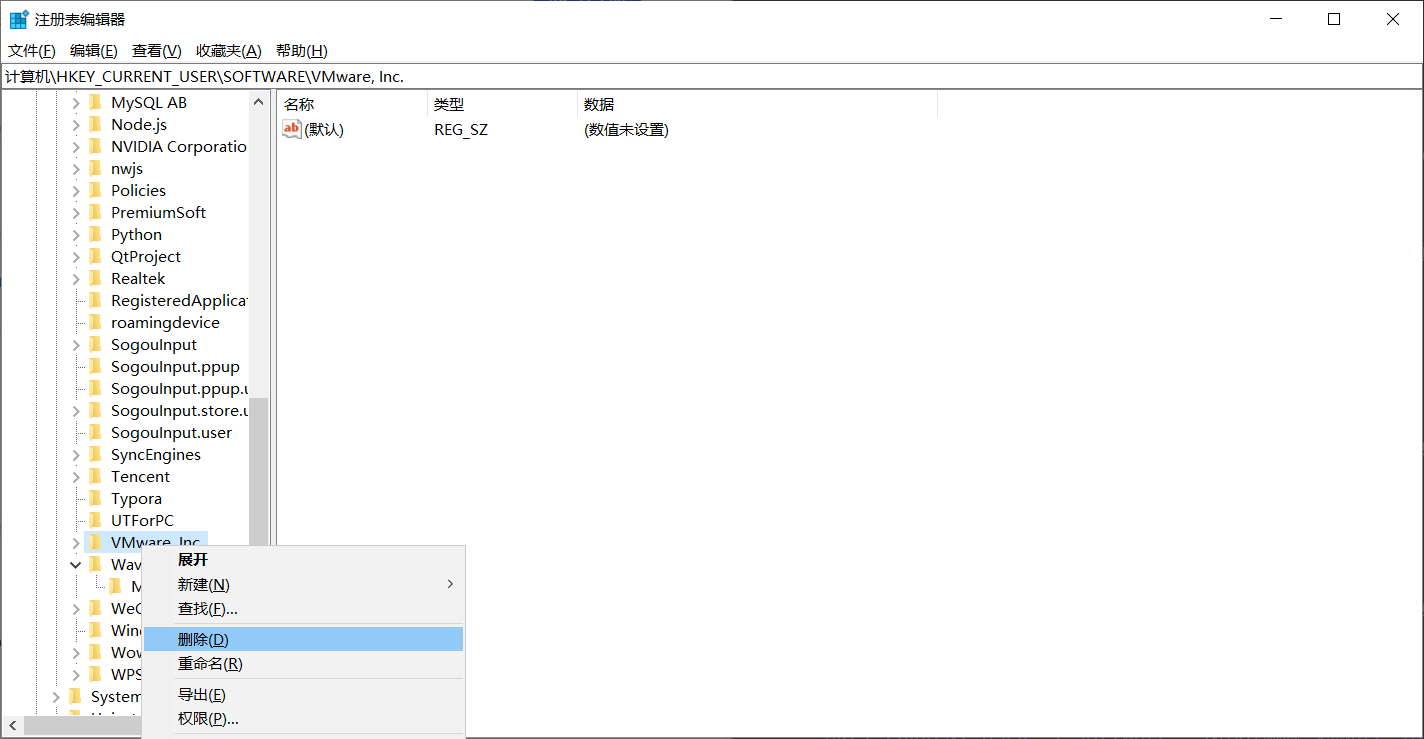 注册表编辑器
文件(F) 编辑(E) 查看(V) 收藏夹(A) 帮助(H)
计算机\HKEY_CURRENT_USER\SOFTWARE\VMware, Inc.
名称 类型 数据
ab (默认) REG_SZ (数值未设置)
MySQL AB
Node.js
NVIDIA Corporatio
nwjs
Policies
PremiumSoft
Python
QtProject
Realtek
RegisteredApplicat
roamingdevice
SogouInput
SogouInput.ppup
SogouInput.ppup.u
SogouInput.store.u
SogouInput.user
SyncEngines
Tencent
Typora
UTForPC
VMware, Inc.
Wav
M
WeC
Wind
Wow
WPS
System
展开
新建(N)
查找(F)...
删除(D)
重命名(R)
导出(E)
权限(P)...